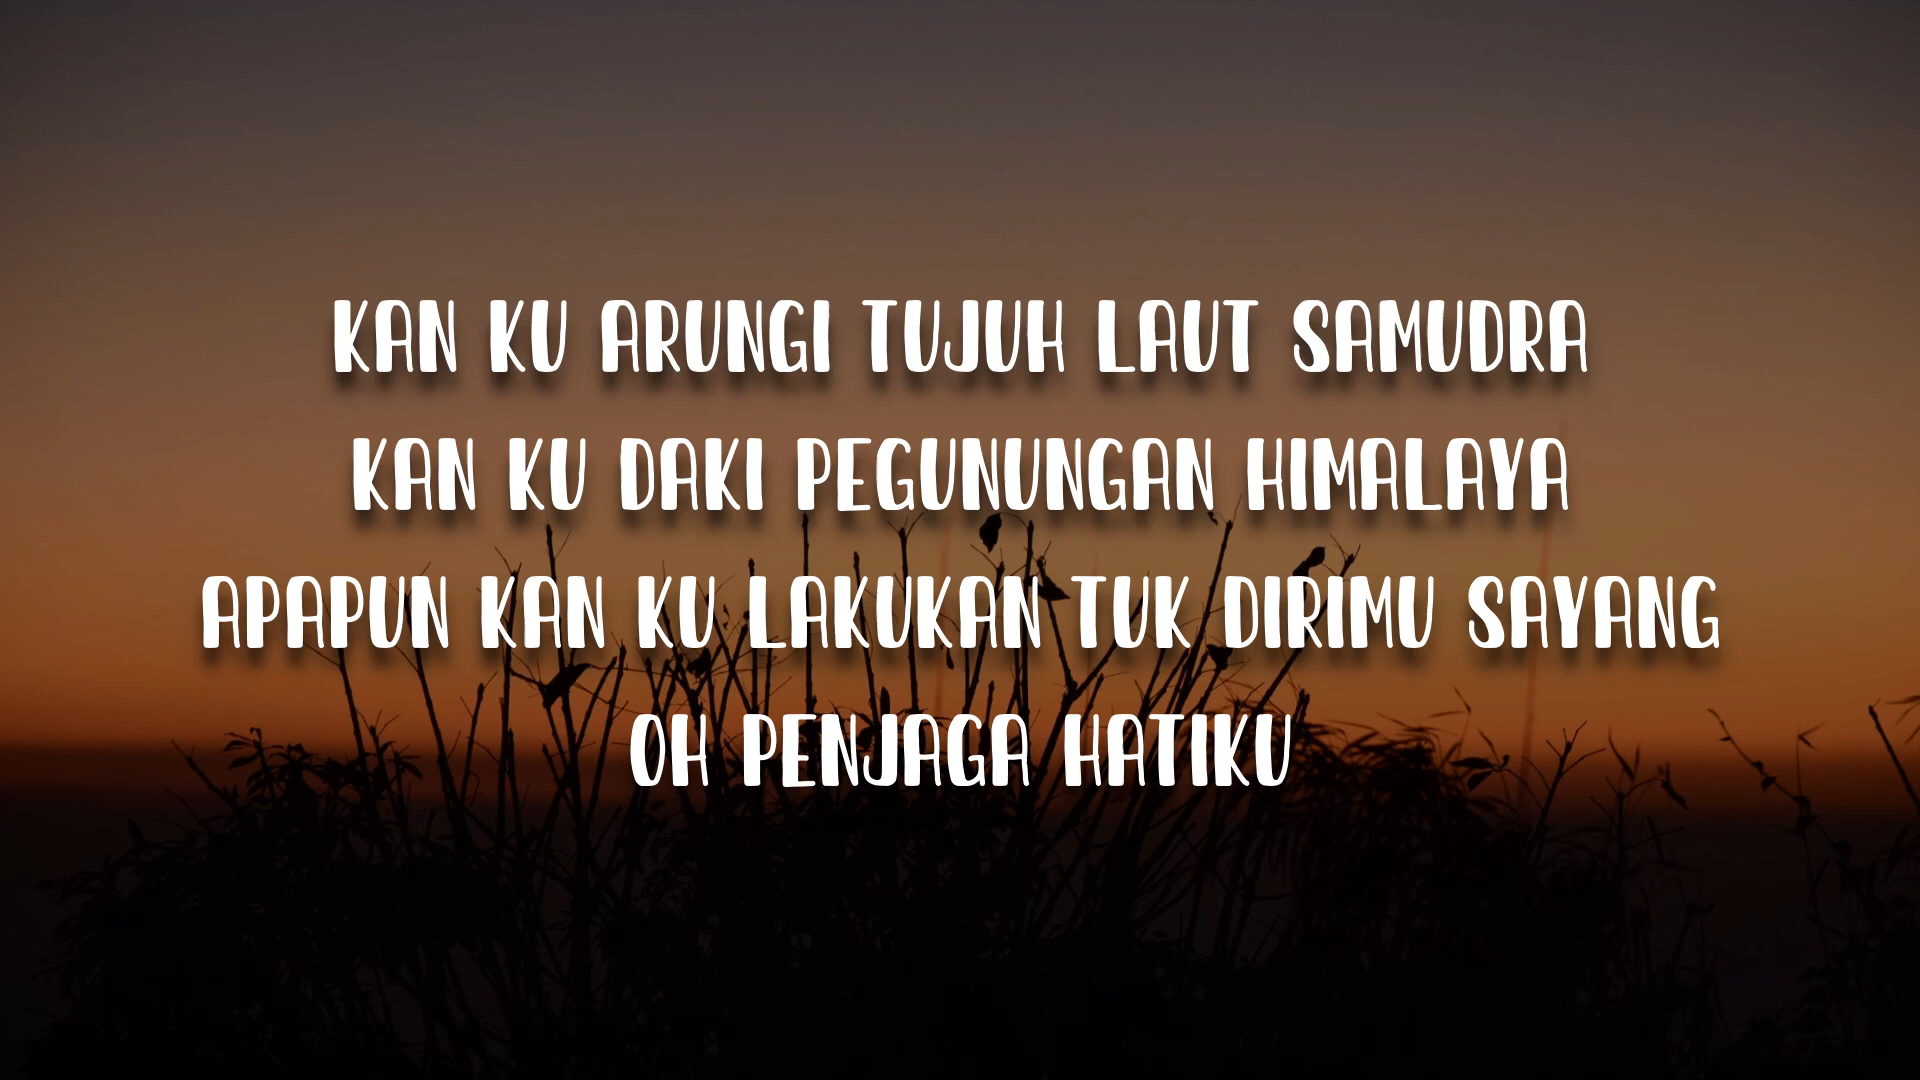 KAN KU ARUNGI TUJUH LAUT SAMUDRA
KAN KU DAKI PEGUNUNGAN HIMALAYA
APAPUN KAN KU LAKUKAN TUK DIRIMU SAYANG
OH PENJAGA HATIKU